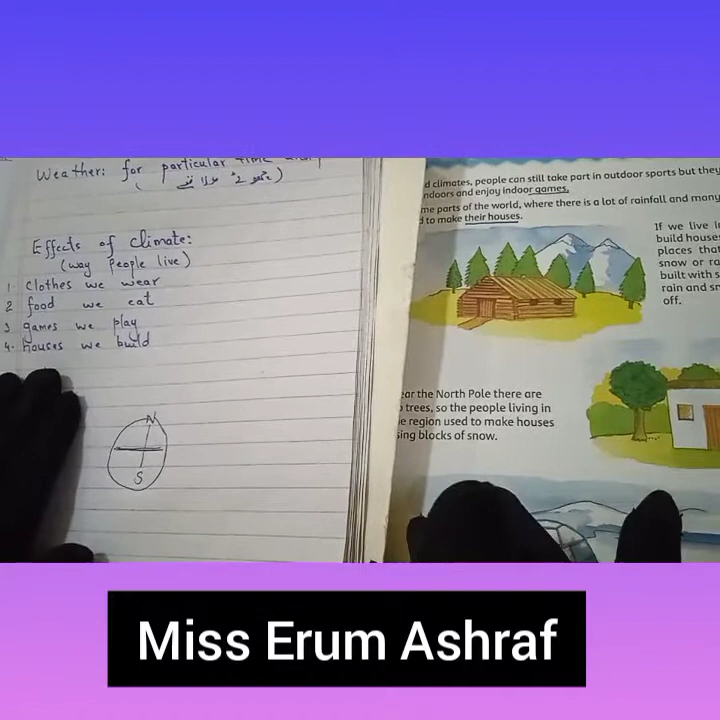 Weather: for particular time
Effects of climate:
(way people live)
1. clothes we wear
2 food we eat
3. games we play
4. houses we build
N
S
d climates, people can still take part in outdoor sports but they
ndoors and enjoy indoor games.
me parts of the world, where there is a lot of rainfall and many
d to make their houses.
If we live i
build house
places that
snow or ra
built with s
rain and sn
off.
ear the North Pole there are
trees, so the people living in
e region used to make houses
sing blocks of snow.
Miss Erum Ashraf